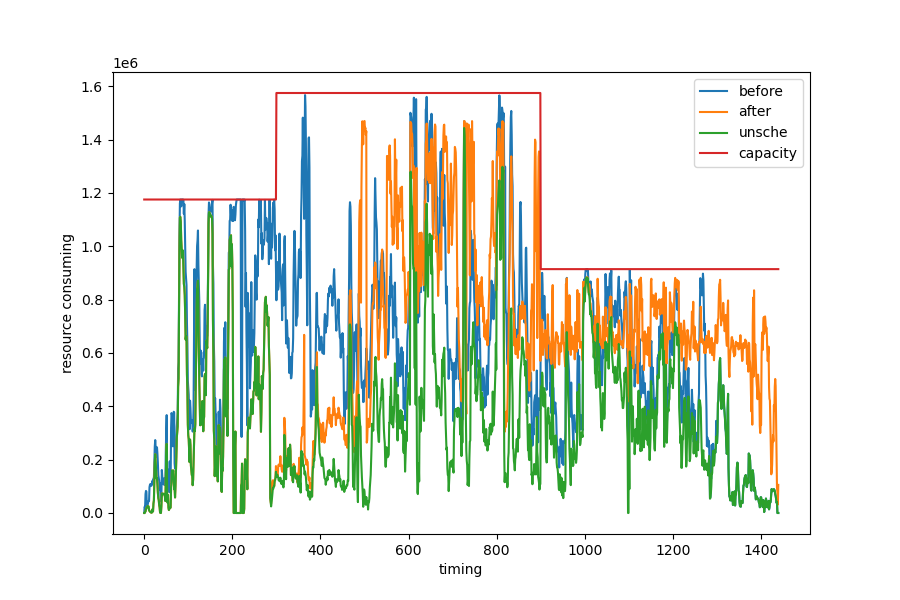 1e6
1.6
1.4
1.2
1.0
0.8
0.6
0.4
0.2
0.0
resource consuming
before
after
unsche
capacity
0 200 400 600 800 1000 1200 1400
timing